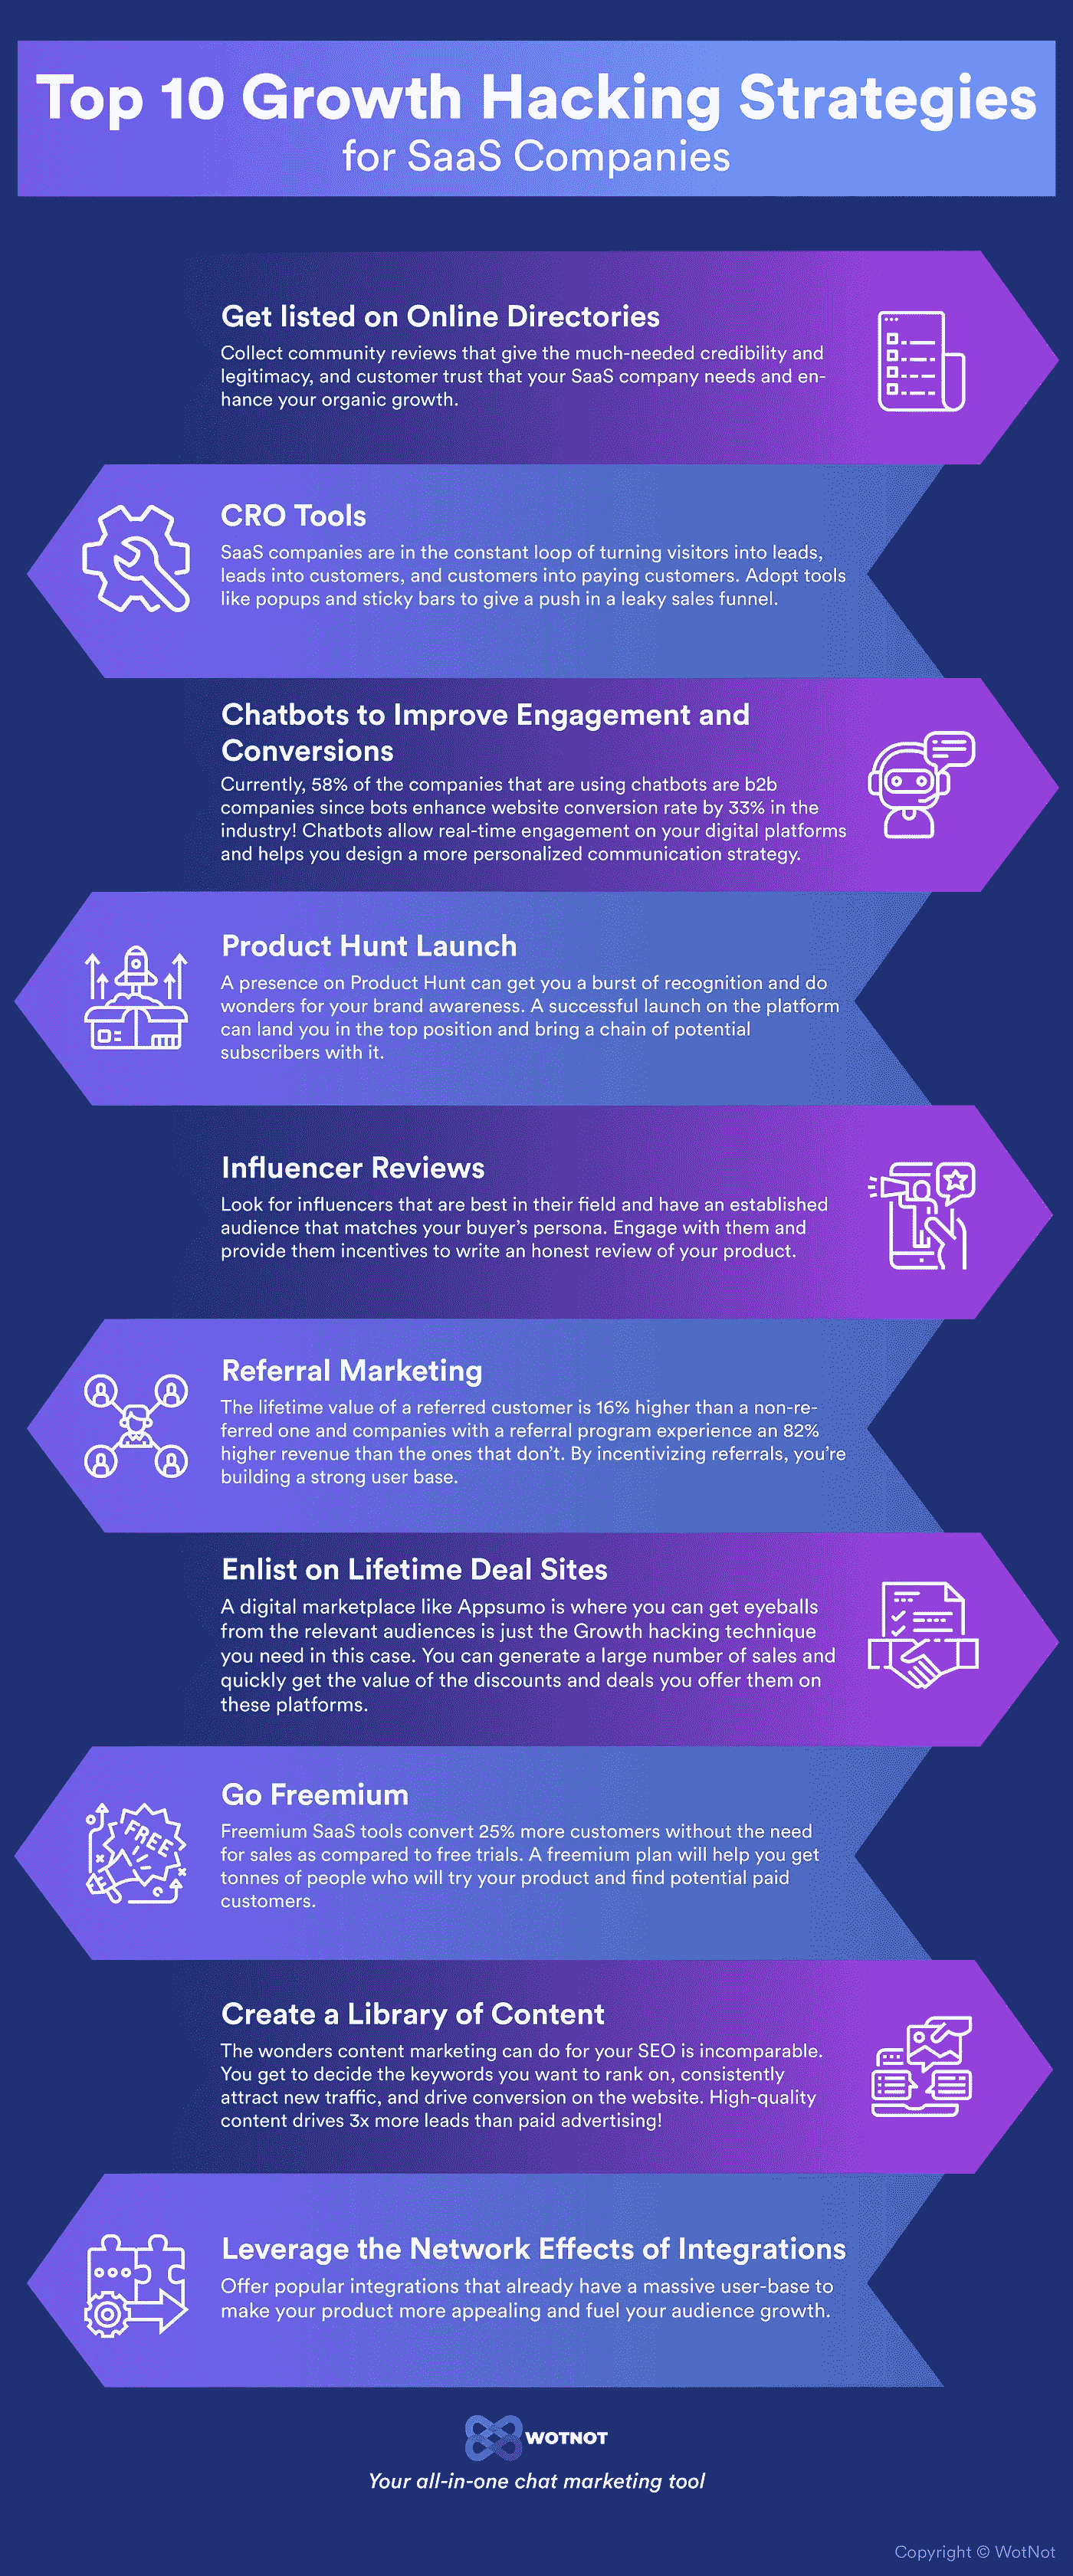 Top 10 Growth Hacking Strategies
for SaaS Companies
Get listed on Online Directories
Collect community reviews that give the much-needed credibility and
legitimacy, and customer trust that your SaaS company needs and en-
hance your organic growth.
CRO Tools
SaaS companies are in the constant loop of turning visitors into leads,
leads into customers, and customers into paying customers. Adopt tools
like popups and sticky bars to give a push in a leaky sales funnel.
Chatbots to Improve Engagement and
Conversions
Currently, 58% of the companies that are using chatbots are b2b
companies since bots enhance website conversion rate by 33% in the
industry! Chatbots allow real-time engagement on your digital platforms
and helps you design a more personalized communication strategy.
Product Hunt Launch
A presence on Product Hunt can get you a burst of recognition and do
wonders for your brand awareness. A successful launch on the platform
can land you in the top position and bring a chain of potential
subscribers with it.
Influencer Reviews
Look for influencers that are best in their field and have an established
audience that matches your buyer's persona. Engage with them and
provide them incentives to write an honest review of your product.
Referral Marketing
The lifetime value of a referred customer is 16% higher than a non-re-
ferred one and companies with a referral program experience an 82%
higher revenue than the ones that don't. By incentivizing referrals, you're
building a strong user base.
Enlist on Lifetime Deal Sites
A digital marketplace like Appsumo is where you can get eyeballs
from the relevant audiences is just the Growth hacking technique
you need in this case. You can generate a large number of sales and
quickly get the value of the discounts and deals you offer them on
these platforms.
FREE
Go Freemium
Freemium SaaS tools convert 25% more customers without the need
for sales as compared to free trials. A freemium plan will help you get
tonnes of people who will try your product and find potential paid
customers.
Create a Library of Content
The wonders content marketing can do for your SEO is incomparable.
You get to decide the keywords you want to rank on, consistently
attract new traffic, and drive conversion on the website. High-quality
content drives 3x more leads than paid advertising!
Leverage the Network Effects of Integrations
Offer popular integrations that already have a massive user-base to
make your product more appealing and fuel your audience growth.
WOTNOT
Your all-in-one chat marketing tool
Copyright © WotNot